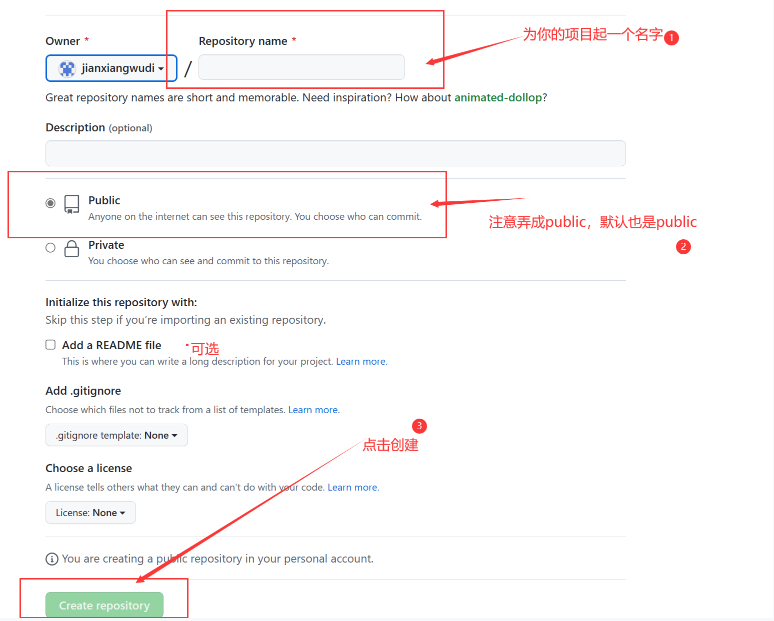 Owner * Repository name * 为你的项目起一个名字 1
jianxiangwudi /
Great repository names are short and memorable. Need inspiration? How about animated-dollop?
Description (optional)
Public
Anyone on the internet can see this repository. You choose who can commit.
注意弄成public，默认也是public
2
Private
You choose who can see and commit to this repository.
Initialize this repository with:
Skip this step if you're importing an existing repository.
Add a README file 可选
This is where you can write a long description for your project. Learn more.
Add .gitignore
Choose which files not to track from a list of templates. Learn more.
3
.gitignore template: None 点击创建
Choose a license
A license tells others what they can and can't do with your code. Learn more.
License: None
You are creating a public repository in your personal account.
Create repository